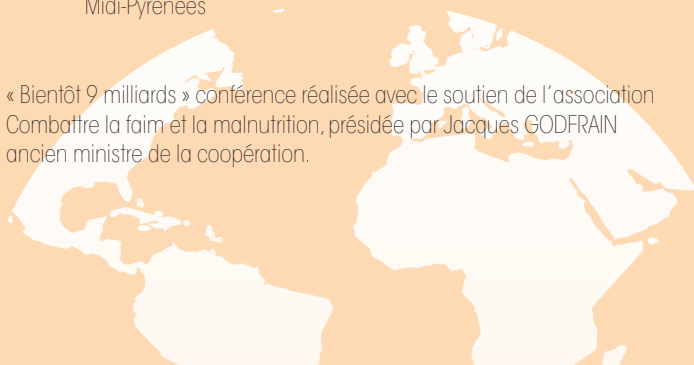 Midi-Pyrénées
« Bientôt 9 milliards » conférence réalisée avec le soutien de l'association
Combattre la faim et la malnutrition, présidée par Jacques GODFRAIN
ancien ministre de la coopération.